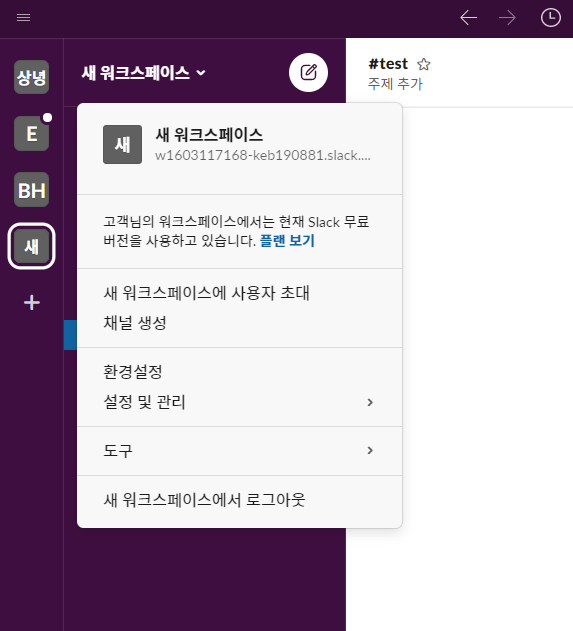 상녕
E
BH
새
새 워크스페이스
#test
주제 추가
새
새 워크스페이스
w1603117168-keb190881.slack....
고객님의 워크스페이스에서는 현재 Slack 무료
버전을 사용하고 있습니다. 플랜 보기
새 워크스페이스에 사용자 초대
채널 생성
환경설정
설정 및 관리
도구
새 워크스페이스에서 로그아웃